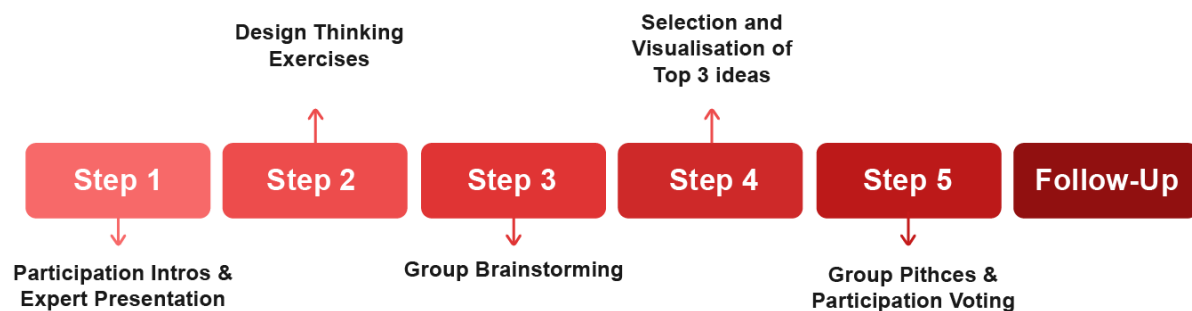 Design Thinking
Exercises
Selection and
Visualisation of
Top 3 ideas
Step 1
Step 2
Step 3
Step 4
Step 5
Follow-Up
Participation Intros &
Expert Presentation
Group Brainstorming
Group Pithces &
Participation Voting